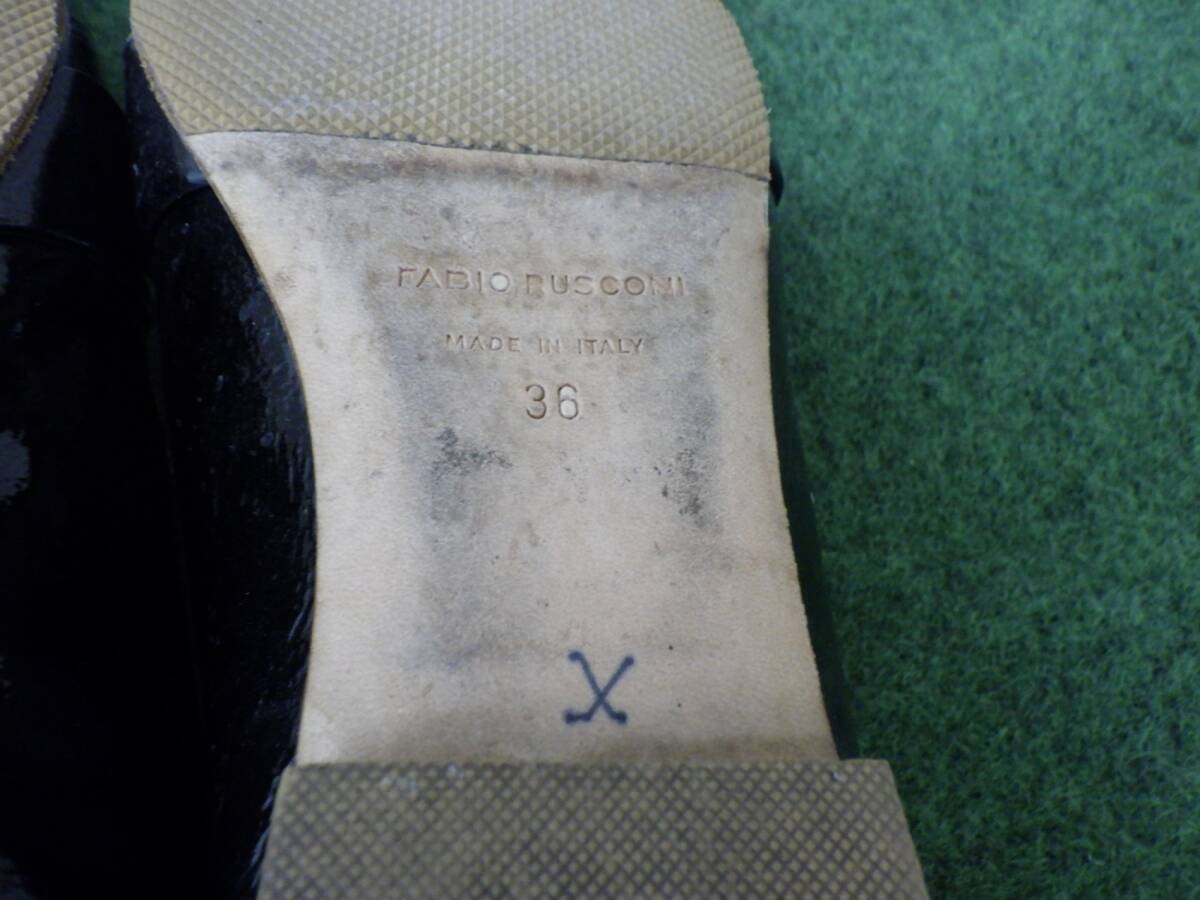 FABIO RUSCONI
MADE IN ITALY
36
X